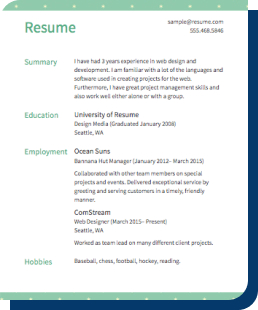 Resume
sample@resume.com
555.468.5846
Summary
I have had 3 years experience in web design and
development. I am familiar with a lot of the languages and
software used in creating projects for the web.
Furthermore, I have great project management skills and
also work well either alone or with a group.
Education
University of Resume
Design Media (Graduated January 2008)
Seattle, WA
Employment
Ocean Suns
Bannana Hut Manager (January 2012- March 2015)
Collaborated with other team members on special
projects and events. Delivered exceptional service by
greeting and serving customers in a timely, friendly
manner.
ComStream
Web Designer (March 2015- Present)
Seattle, WA
Worked as team lead on many different client projects.
Hobbies
Baseball, chess, football, hockey, reading.